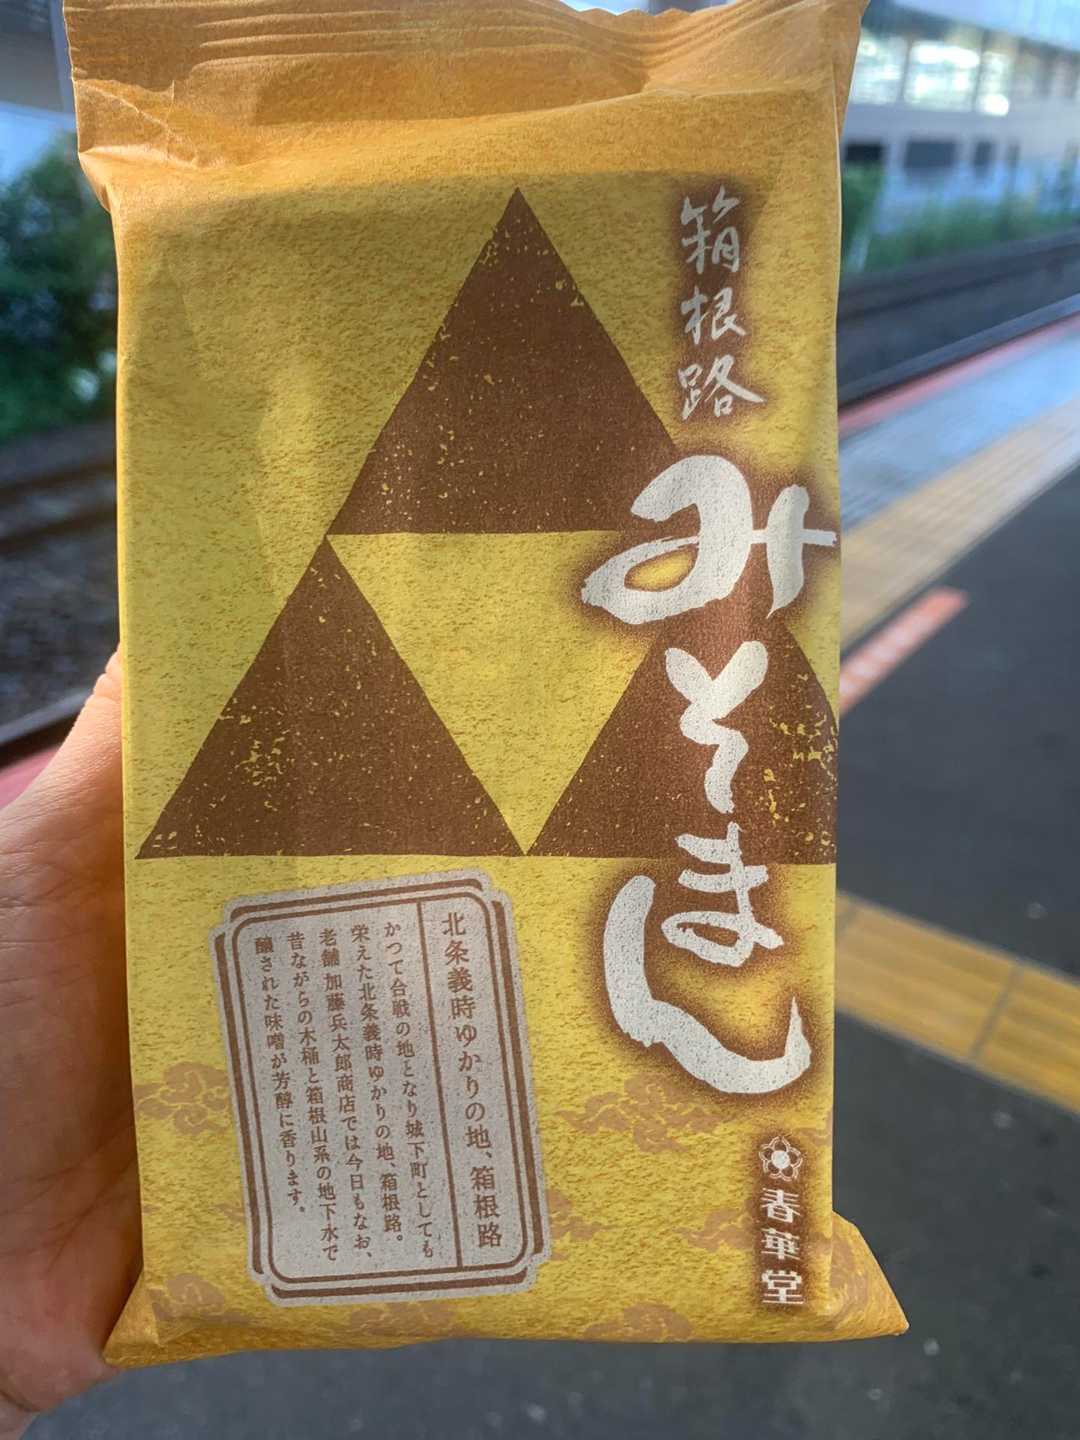 箱根路
みそまん
春華堂
北条義時ゆかりの地、箱根路
かつて合戦の地となり城下町としても
栄えた北条義時ゆかりの地、箱根路。
老舗 加藤兵太郎商店では今日もなお、
昔ながらの木桶と箱根山系の地下水で
醸された味噌が芳醇に香ります。